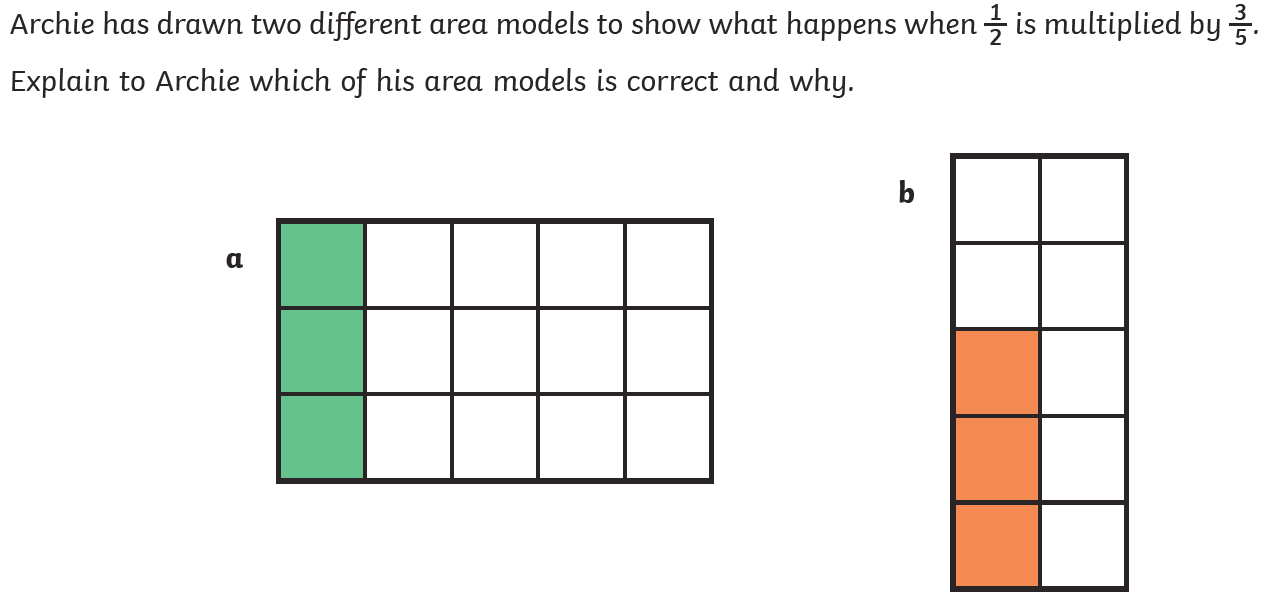 Archie has drawn two different area models to show what happens when 1/2 is multiplied by 3/5.
Explain to Archie which of his area models is correct and why.
a
b